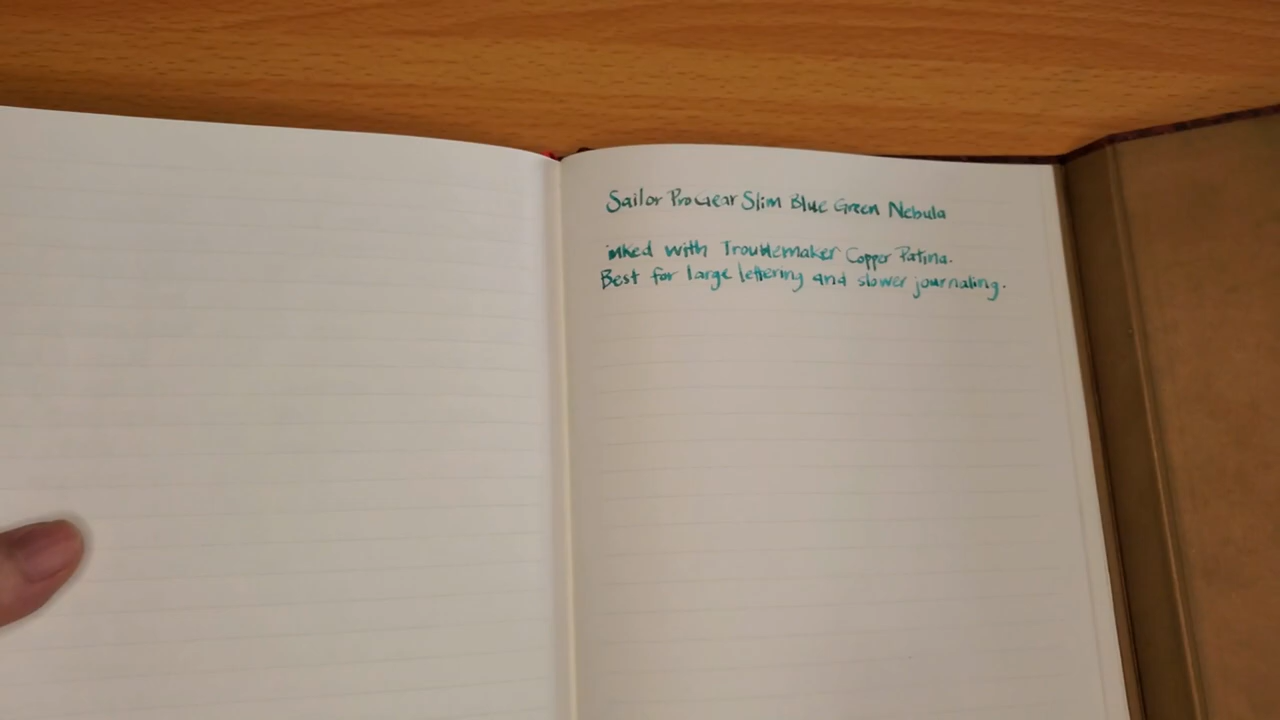 Sailor ProGear Slim Blue Green Nebula
inked with Troublemaker Copper Patina.
Best for large lettering and slower journaling.